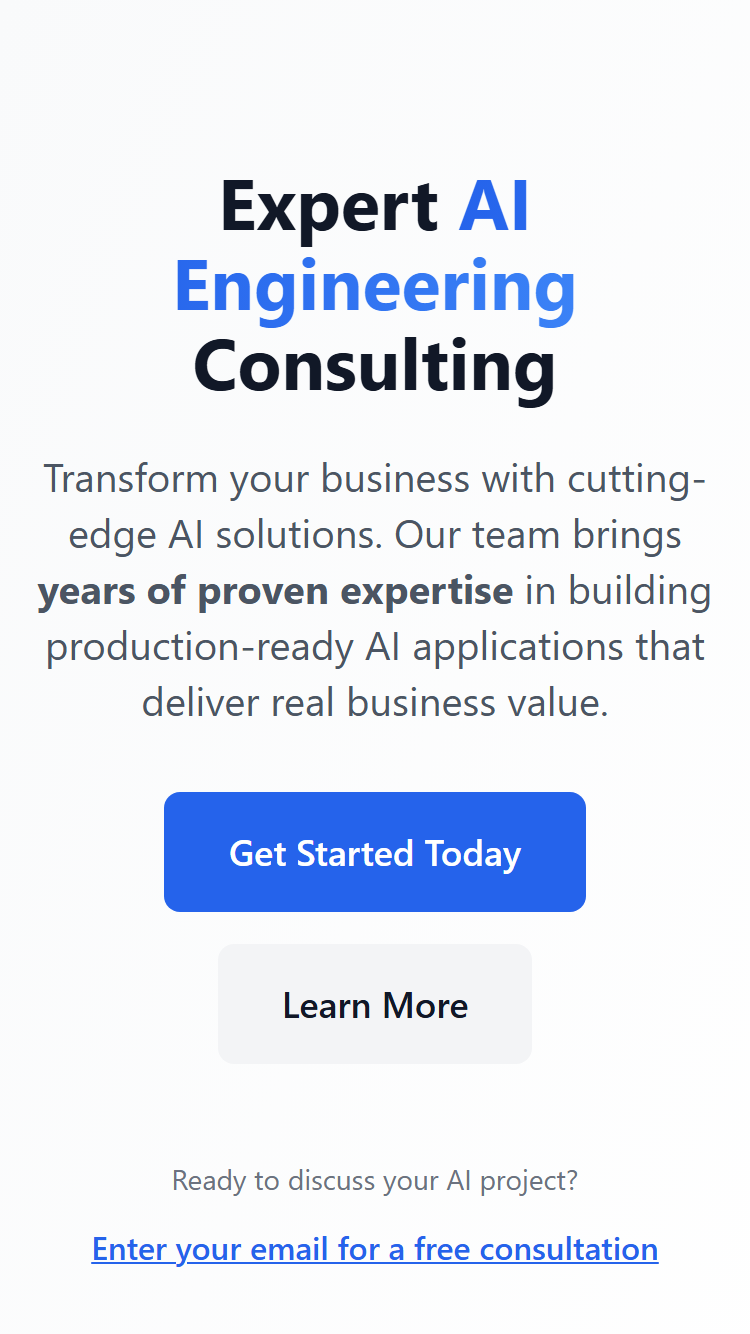 Expert AI
Engineering
Consulting
Transform your business with cutting-
edge AI solutions. Our team brings
years of proven expertise in building
production-ready AI applications that
deliver real business value.
Get Started Today
Learn More
Ready to discuss your AI project?
Enter your email for a free consultation